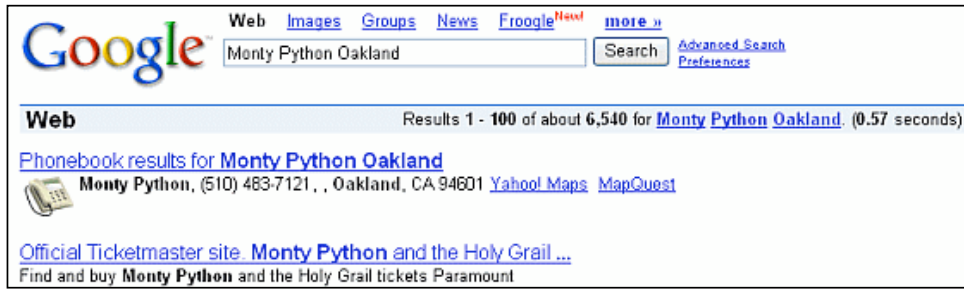 Google™
Web Images Groups News Froogle New! more »
Monty Python Oakland Search Advanced Search
Preferences
Web Results 1 - 100 of about 6,540 for Monty Python Oakland. (0.57 seconds)
Phonebook results for Monty Python Oakland
Monty Python, (510) 483-7121, , Oakland, CA 94601 Yahoo! Maps MapQuest
Official Ticketmaster site. Monty Python and the Holy Grail ...
Find and buy Monty Python and the Holy Grail tickets Paramount